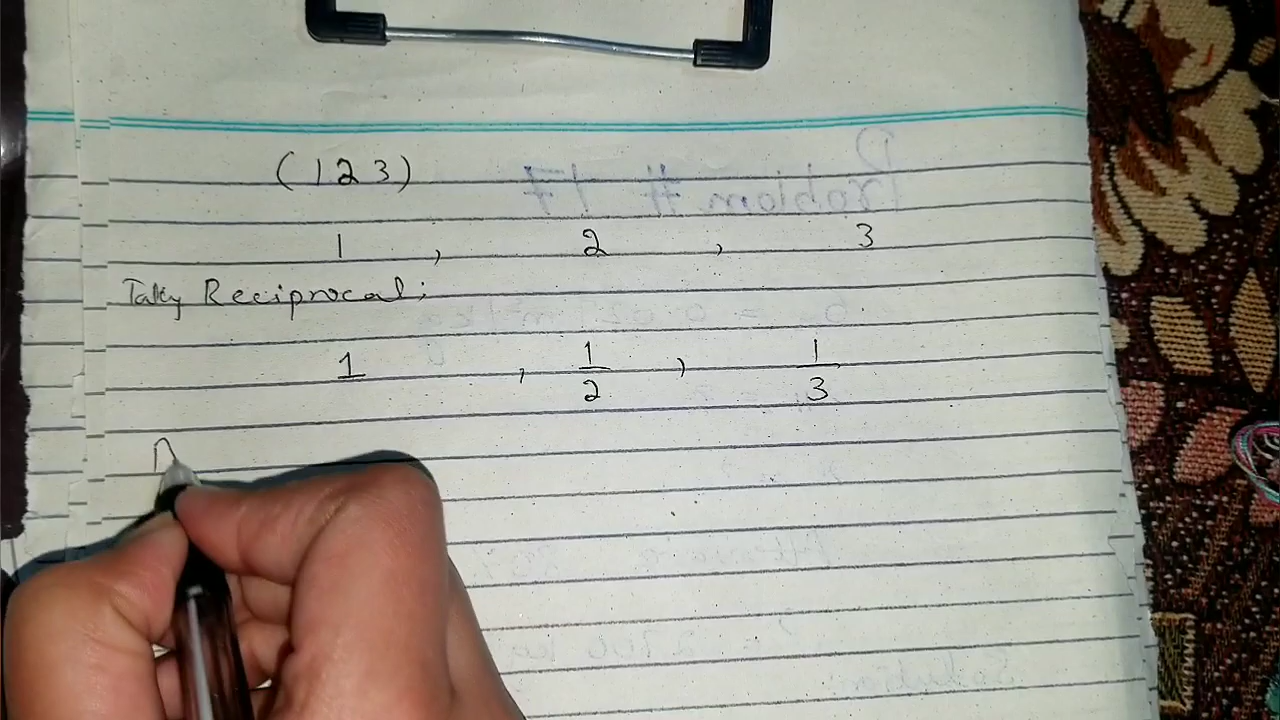 (123)
1 , 2 , 3
Taky Reciprocal:
1 , 1/2 , 1/3